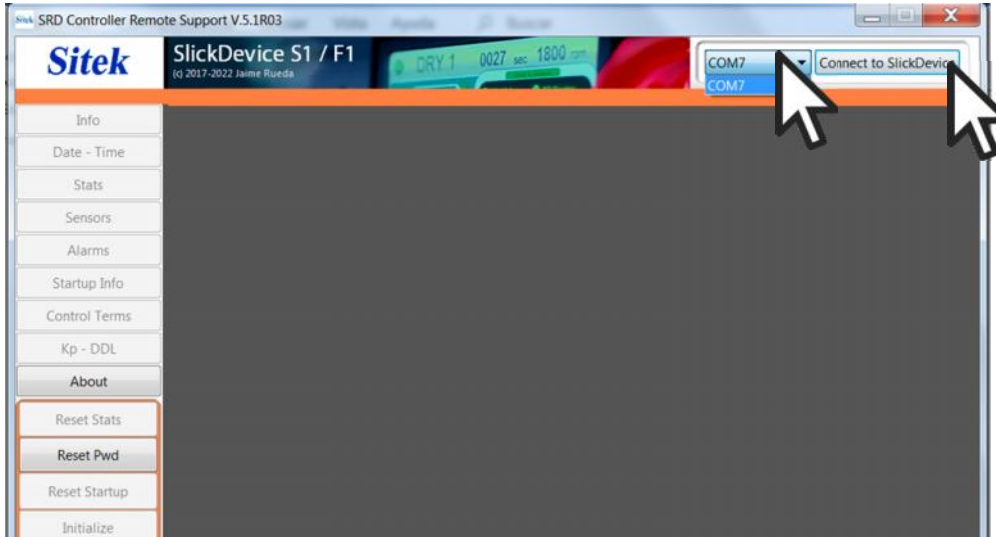 Sitek SRD Controller Remote Support V.5.1R03
Sitek
SlickDevice S1 / F1
(c) 2017-2022 Jaime Rueda
DRY 1 0027 sec 1800 rpm
COM7
Connect to SlickDevice
COM7
Info
Date - Time
Stats
Sensors
Alarms
Startup Info
Control Terms
Kp - DDL
About
Reset Stats
Reset Pwd
Reset Startup
Initialize